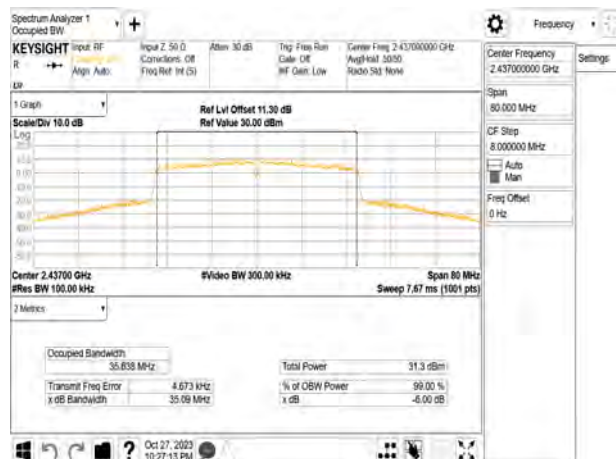 Spectrum Analyzer 1
Occupied BW
Frequency
KEYSIGHT
Input: RF
Input Z: 50 Ω
Atten: 30 dB
Trig: Free Run
Center Freq: 2.437000000 GHz
R
Corrections: Off
Gate: Off
Avg|Hold: 50/50
Align: Auto
Freq Ref: Int (S)
#IF Gain: Low
Radio Std: None
Center Frequency
2.437000000 GHz
Settings
Span
80.000 MHz
CF Step
8.000000 MHz
Auto
Man
Freq Offset
0 Hz
1 Graph
Ref Lvl Offset 11.30 dB
Scale/Div 10.0 dB
Ref Value 30.00 dBm
Log
Center 2.43700 GHz
#Video BW 300.00 kHz
Span 80 MHz
#Res BW 100.00 kHz
Sweep 7.67 ms (1001 pts)
2 Metrics
Occupied Bandwidth
35.838 MHz
Total Power
31.3 dBm
Transmit Freq Error
4.673 kHz
% of OBW Power
99.00 %
x dB Bandwidth
35.09 MHz
x dB
-6.00 dB
?
Oct 27, 2023
10:27:13 PM